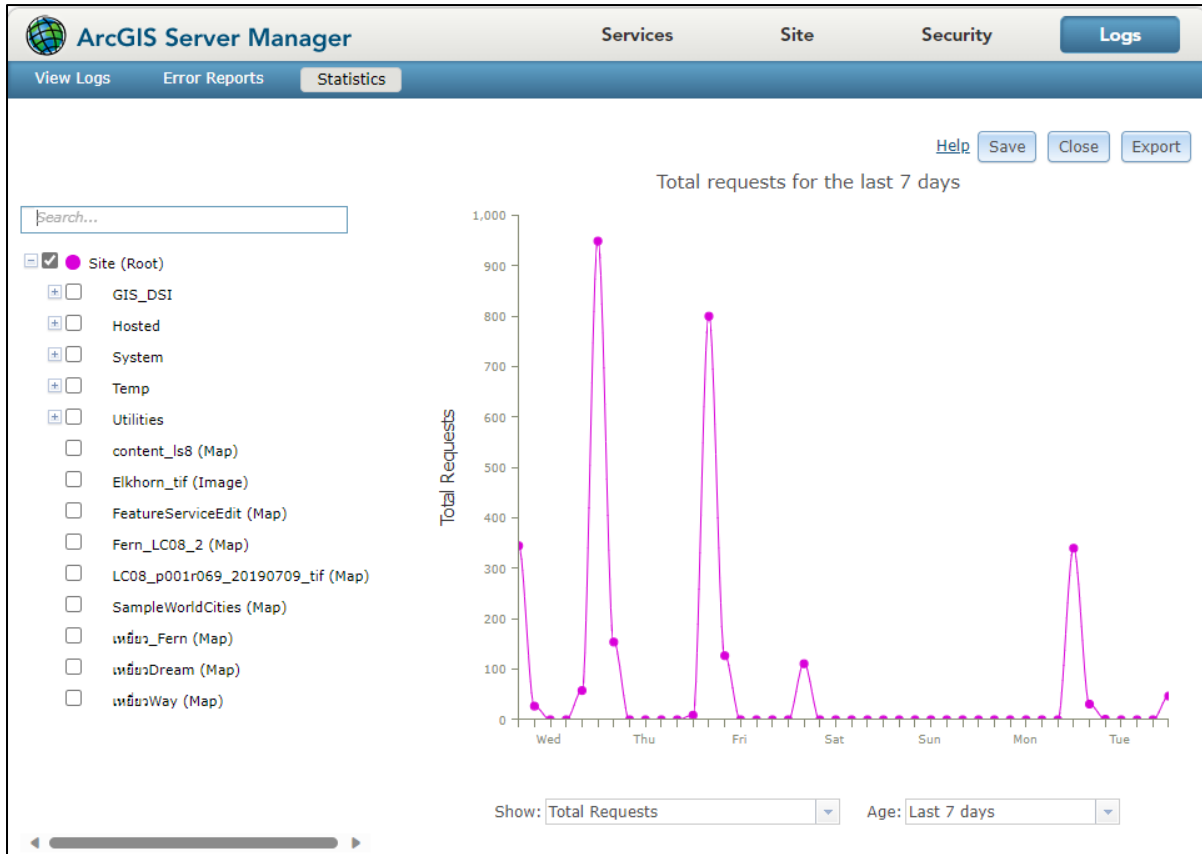 ArcGIS Server Manager
Services Site Security Logs
View Logs Error Reports Statistics
Help Save Close Export
Total requests for the last 7 days
Search...
Site (Root)
GIS_DSI
Hosted
System
Temp
Utilities
content_ls8 (Map)
Elkhorn_tif (Image)
FeatureServiceEdit (Map)
Fern_LC08_2 (Map)
LC08_p001r069_20190709_tif (Map)
SampleWorldCities (Map)
เหยี่ยว_Fern (Map)
เหยี่ยวDream (Map)
เหยี่ยวWay (Map)
Total Requests
1,000
900
800
700
600
500
400
300
200
100
0
Wed Thu Fri Sat Sun Mon Tue
Show: Total Requests Age: Last 7 days